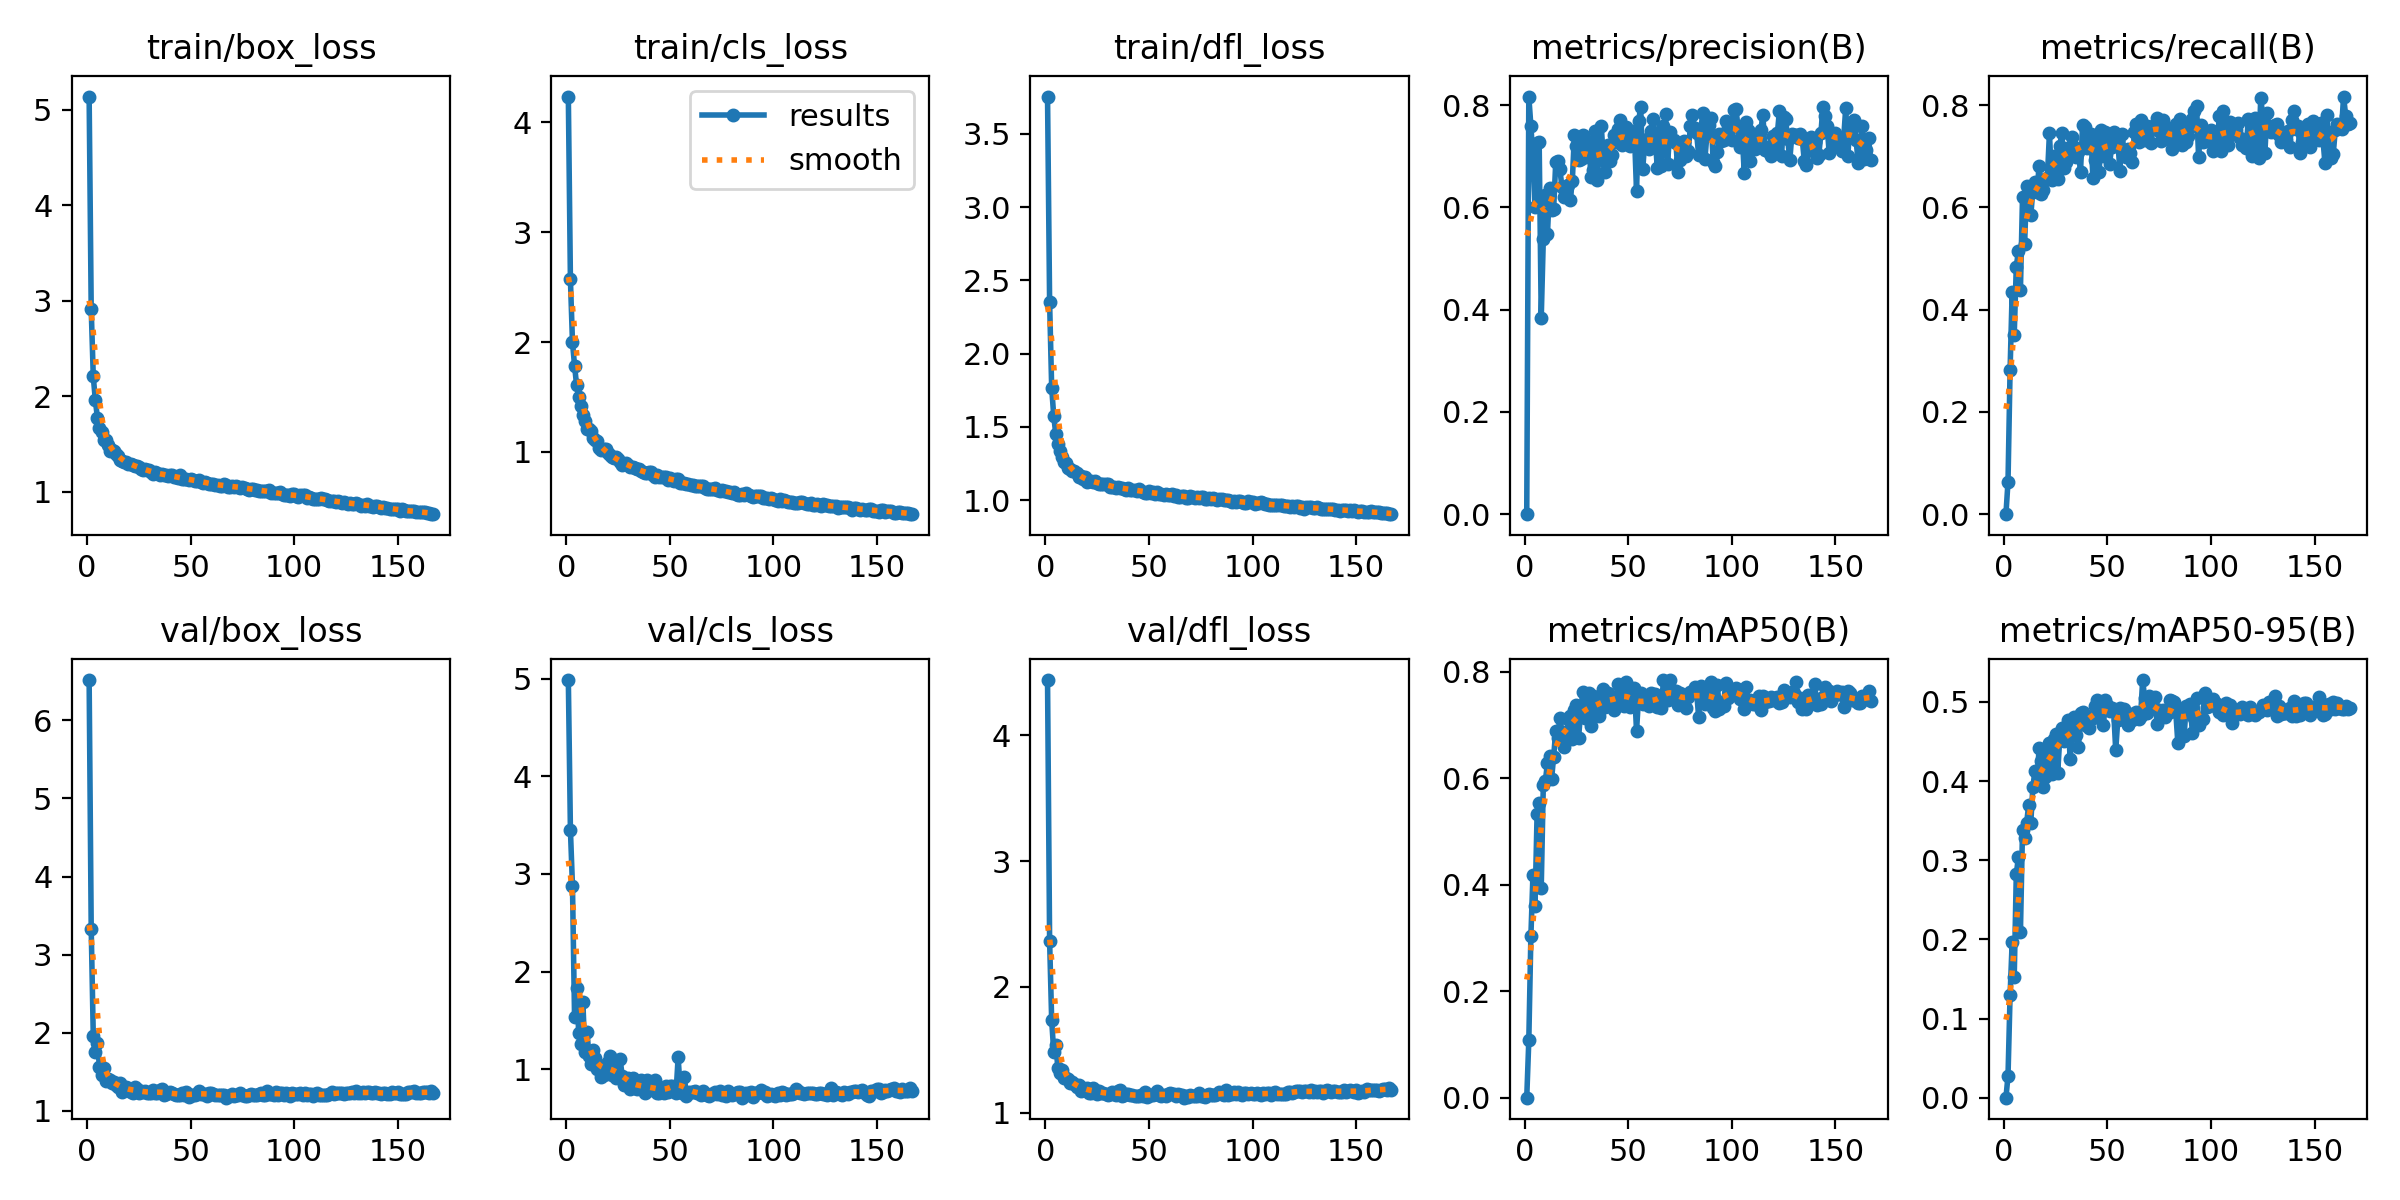 train/box_loss
5
4
3
2
1
0 50 100 150
train/cls_loss
results
smooth
4
3
2
1
0 50 100 150
train/dfl_loss
3.5
3.0
2.5
2.0
1.5
1.0
0 50 100 150
metrics/precision(B)
0.8
0.6
0.4
0.2
0.0
0 50 100 150
metrics/recall(B)
0.8
0.6
0.4
0.2
0.0
0 50 100 150
val/box_loss
6
5
4
3
2
1
0 50 100 150
val/cls_loss
5
4
3
2
1
0 50 100 150
val/dfl_loss
4
3
2
1
0 50 100 150
metrics/mAP50(B)
0.8
0.6
0.4
0.2
0.0
0 50 100 150
metrics/mAP50-95(B)
0.5
0.4
0.3
0.2
0.1
0.0
0 50 100 150